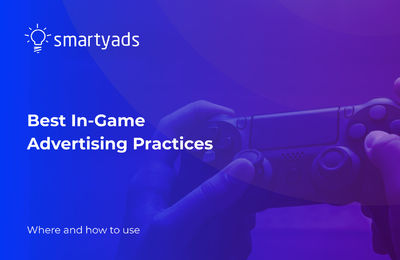 smartyads
Best In-Game
Advertising Practices
Where and how to use